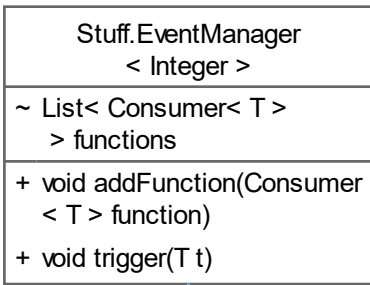 Stuff.EventManager
< Integer >
~ List< Consumer< T >
> functions
+ void addFunction(Consumer
< T > function)
+ void trigger(T t)